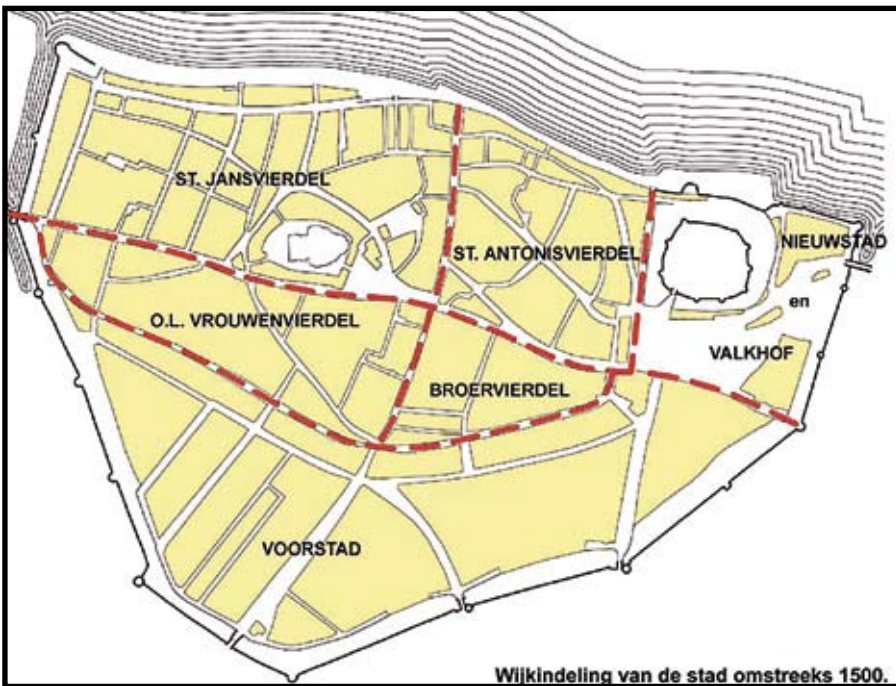 ST. JANSVIERDEL
ST. ANTONISVIERDEL
NIEUWSTAD
en
VALKHOF
O.L. VROUWENVIERDEL
BROERVIERDEL
VOORSTAD
Wijkindeling van de stad omstreeks 1500.